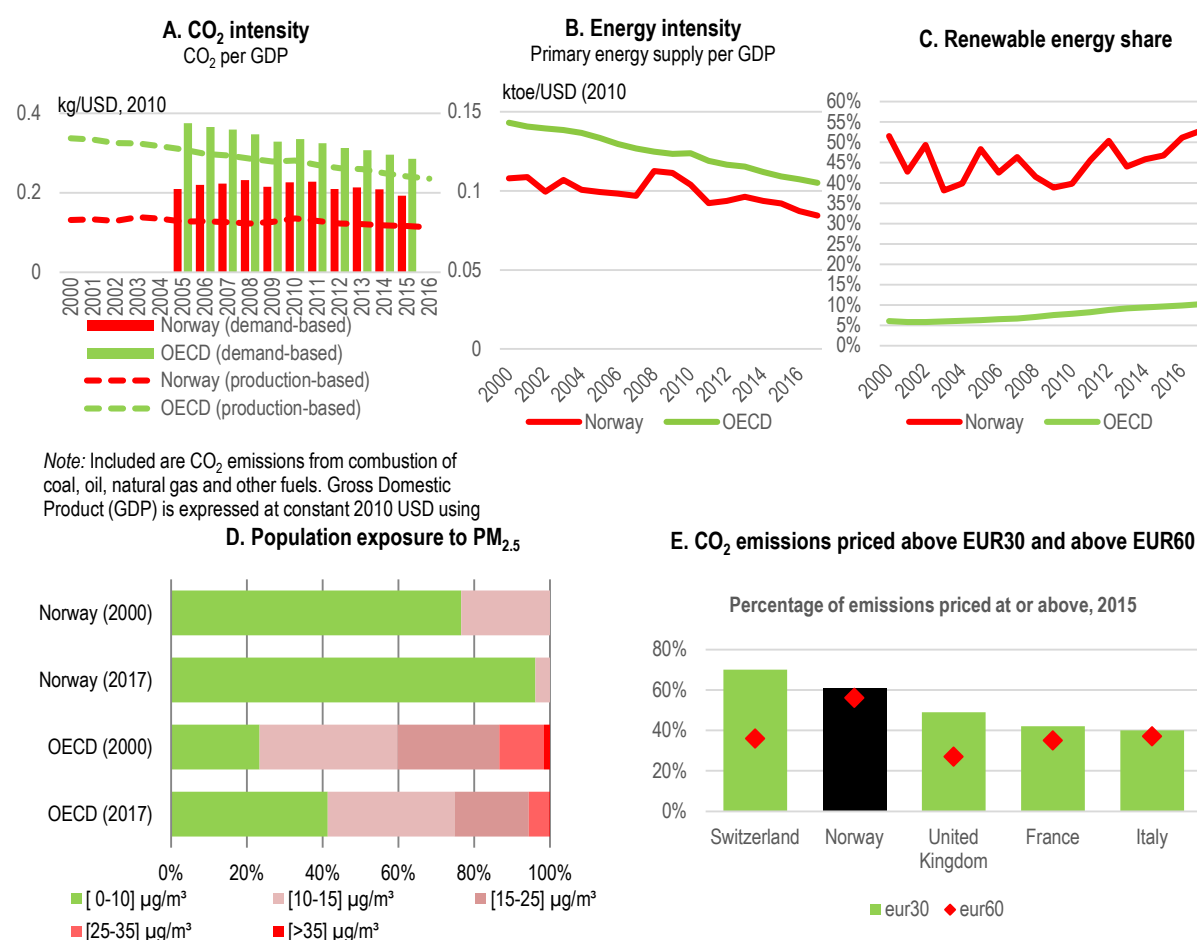 A. CO₂ intensity
CO₂ per GDP
kg/USD, 2010
0.4
0.2
0
2000
2001
2002
2003
2004
2005
2006
2007
2008
2009
2010
2011
2012
2013
2014
2015
2016
Norway (demand-based)
OECD (demand-based)
Norway (production-based)
OECD (production-based)
B. Energy intensity
Primary energy supply per GDP
ktoe/USD (2010
0.15
0.1
0.05
0
2000
2002
2004
2006
2008
2010
2012
2014
2016
Norway
OECD
C. Renewable energy share
60%
55%
50%
45%
40%
35%
30%
25%
20%
15%
10%
5%
0%
2000
2002
2004
2006
2008
2010
2012
2014
2016
Norway
OECD
Note: Included are CO₂ emissions from combustion of
coal, oil, natural gas and other fuels. Gross Domestic
Product (GDP) is expressed at constant 2010 USD using
D. Population exposure to PM₂.₅
Norway (2000)
Norway (2017)
OECD (2000)
OECD (2017)
0%
20%
40%
60%
80%
100%
[ 0-10] µg/m³
[10-15] µg/m³
[15-25] µg/m³
[25-35] µg/m³
[>35] µg/m³
E. CO₂ emissions priced above EUR30 and above EUR60
Percentage of emissions priced at or above, 2015
80%
60%
40%
20%
0%
Switzerland
Norway
United
Kingdom
France
Italy
eur30
eur60